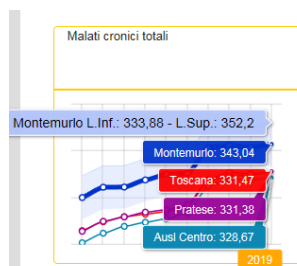 Malati cronici totali
Montemurlo L.Inf.: 333,88 - L.Sup.: 352,2
Montemurlo: 343,04
Toscana: 331,47
Pratese: 331,38
Ausl Centro: 328,67
2019